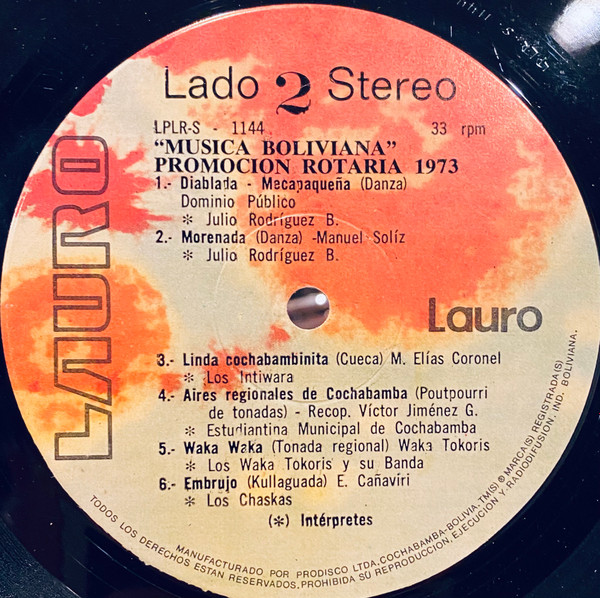 Lado 2 Stereo
LPLR-S - 1144 33 rpm
"MUSICA BOLIVIANA"
PROMOCION ROTARIA 1973
1.- Diablada - Mecapaqueña (Danza)
Dominio Público
* Julio Rodríguez B.
2.- Morenada (Danza) -Manuel Solíz
* Julio Rodríguez B.
LAURO
Lauro
3.- Linda cochabambinita (Cueca) M. Elías Coronel
* Los Intiwara
4.- Aires regionales de Cochabamba (Poutpourri
de tonadas) - Recop. Víctor Jiménez G.
* Estudiantina Municipal de Cochabamba
5.- Waka Waka (Tonada regional) Waka Tokoris
* Los Waka Tokoris y su Banda
6.- Embrujo (Kullaguada) E. Cañaviri
* Los Chaskas
(*) Intérpretes
MANUFACTURADO POR PRODISCO LTDA. COCHABAMBA-BOLIVIA. TM(S) ® MARCA(S) REGISTRADA(S)
TODOS LOS DERECHOS ESTAN RESERVADOS. PROHIBIDA SU EJECUCION Y RADIODIFUSION. IND. BOLIVIANA.